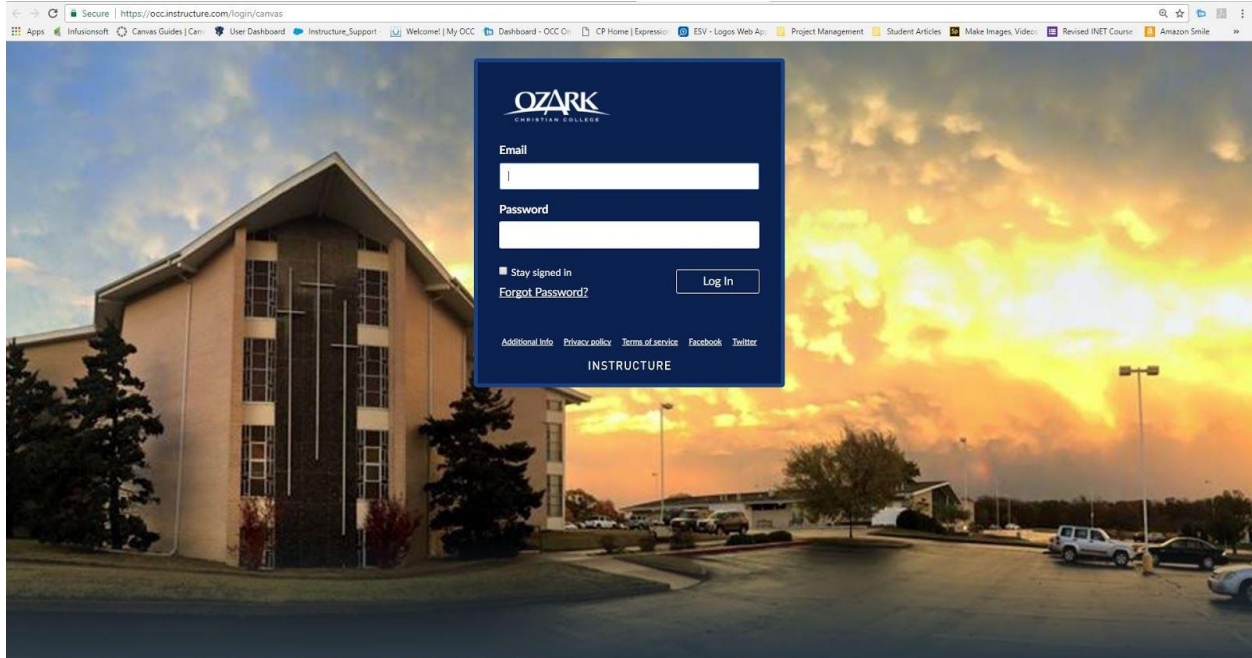 Secure | https://occ.instructure.com/login/canvas
Apps Infusionsoft Canvas Guides | Can User Dashboard Instructure_Support - Welcome! | My OCC Dashboard - OCC On CP Home | Expression ESV - Logos Web Ap Project Management Student Articles Sp Make Images, Videos Revised INET Course Amazon Smile »
OZARK
CHRISTIAN COLLEGE
Email
Password
Stay signed in
Log In
Forgot Password?
Additional Info Privacy policy Terms of service Facebook Twitter
INSTRUCTURE